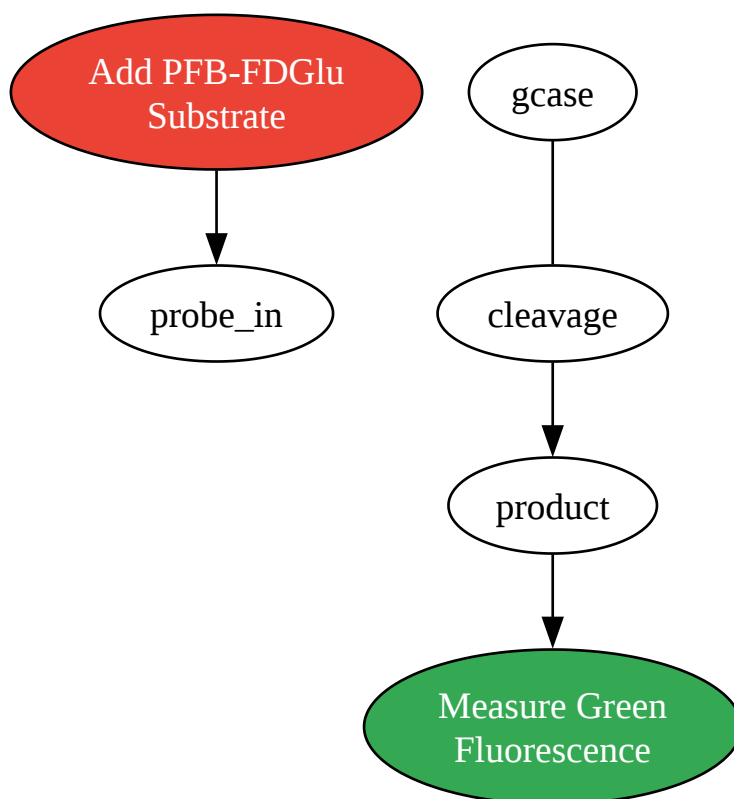 Add PFB-FDGlu
Substrate
gcase
probe_in
cleavage
product
Measure Green
Fluorescence